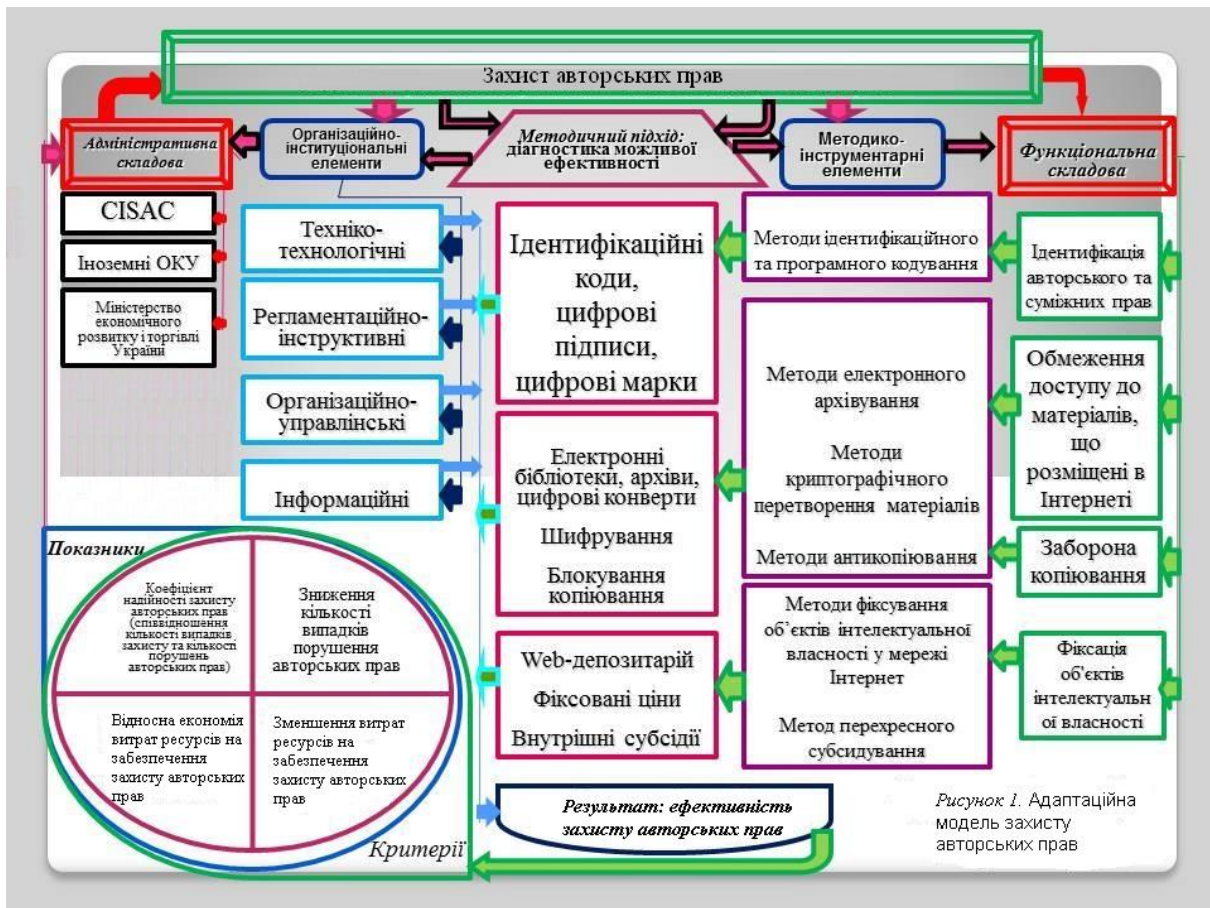 Захист авторських прав
Адміністративна
складова
Організаційно-
інституціональні
елементи
Методичний підхід:
діагностика можливої
ефективності
Методико-
інструментарні
елементи
Функціональна
складова
CISAC
Іноземні ОКУ
Міністерство
економічного
розвитку і торгівлі
України
Техніко-
технологічні
Регламентаційно-
інструктивні
Організаційно-
управлінські
Інформаційні
Ідентифікаційні
коди,
цифрові
підписи,
цифрові марки
Електронні
бібліотеки, архіви,
цифрові конверти
Шифрування
Блокування
копіювання
Web-депозитарій
Фіксовані ціни
Внутрішні субсідії
Методи ідентифікаційного
та програмного кодування
Методи електронного
архівування
Методи
криптографічного
перетворення матеріалів
Методи антикопіювання
Методи фіксування
об’єктів інтелектуальної
власності у мережі
Інтернет
Метод перехресного
субсидування
Ідентифікація
авторського та
суміжних прав
Обмеження
доступу до
матеріалів,
що
розміщені в
Інтернеті
Заборона
копіювання
Фіксація
об'єктів
інтелектуальн
ої власності
Показники
Коефіцієнт
надійності захисту
авторських прав
(співвідношення
кількості випадків
захисту та кількості
порушень
авторських прав)
Зниження
кількості
випадків
порушення
авторських прав
Відносна економія
витрат ресурсів на
забезпечення
захисту авторських
прав
Зменшення витрат
ресурсів на
забезпечення
захисту авторських
прав
Критерії
Результат: ефективність
захисту авторських прав
Рисунок 1. Адаптаційна
модель захисту
авторських прав